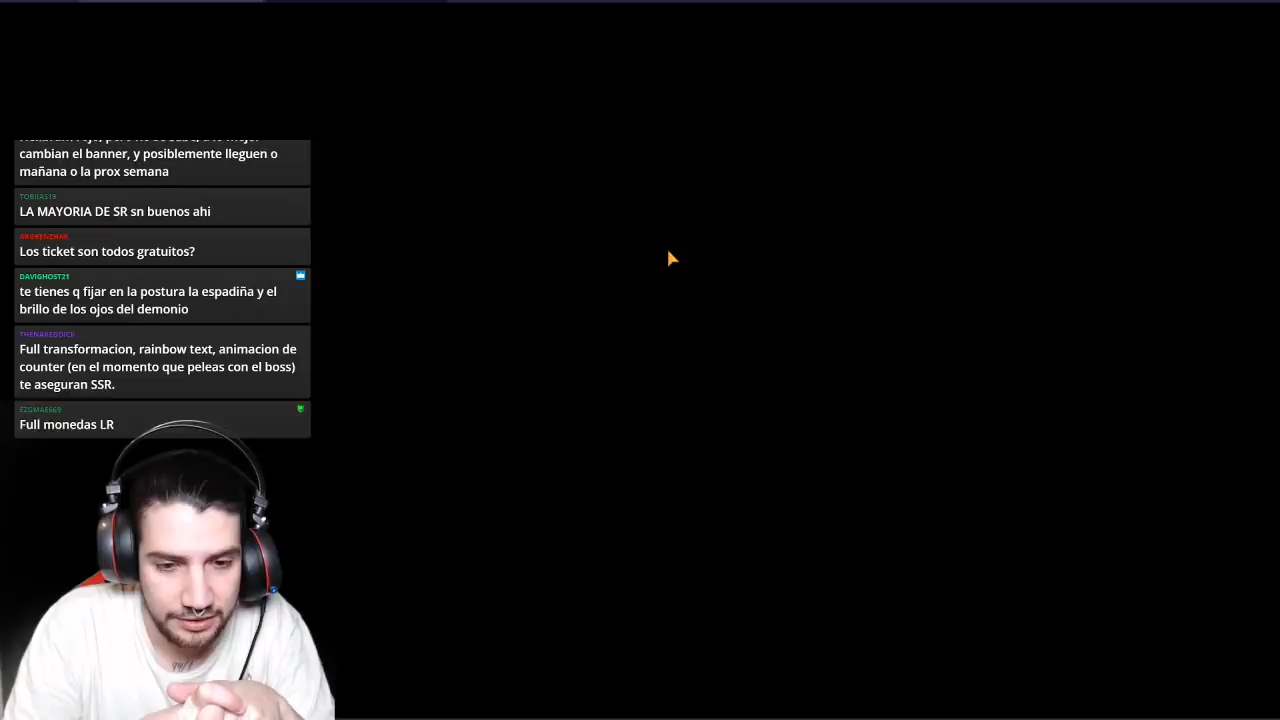 cambian el banner, y posiblemente lleguen o
mañana o la prox semana
TOBIIAS19
LA MAYORIA DE SR sn buenos ahi
Los ticket son todos gratuitos?
DAVIGHOST21
te tienes q fijar en la postura la espadiña y el
brillo de los ojos del demonio
Full transformacion, rainbow text, animacion de
counter (en el momento que peleas con el boss)
te aseguran SSR.
EZGMAE669
Full monedas LR